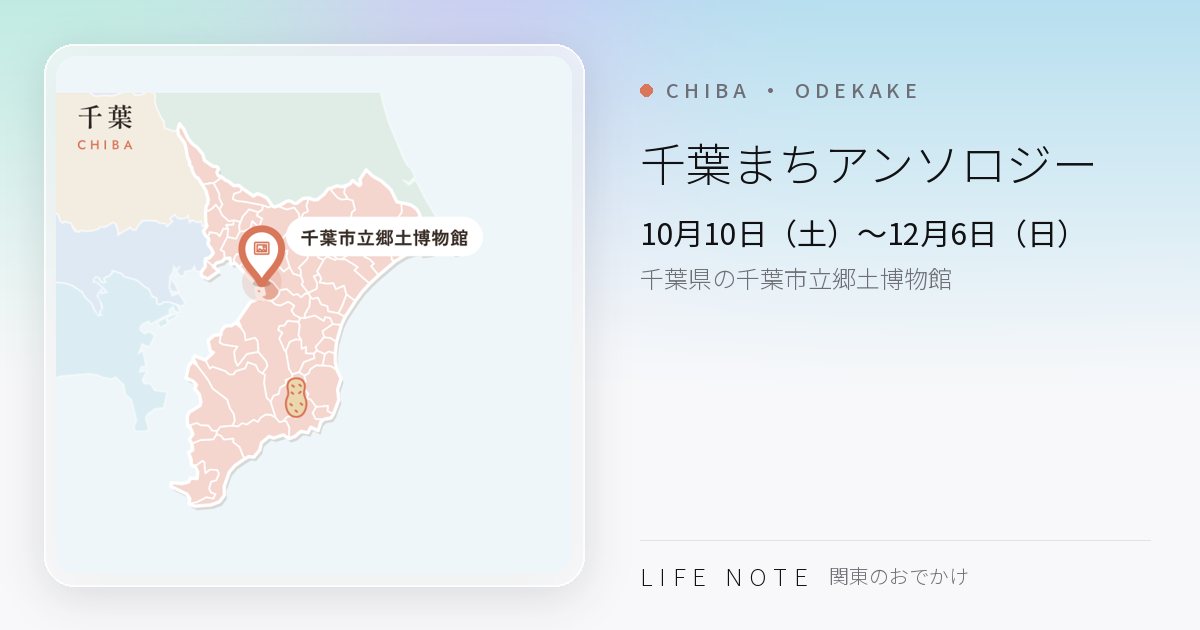 千葉
CHIBA
千葉市立郷土博物館
CHIBA • ODEKAKE
千葉まちアンソロジー
10月10日（土）〜12月6日（日）
千葉県の千葉市立郷土博物館
LIFE NOTE 関東のおでかけ